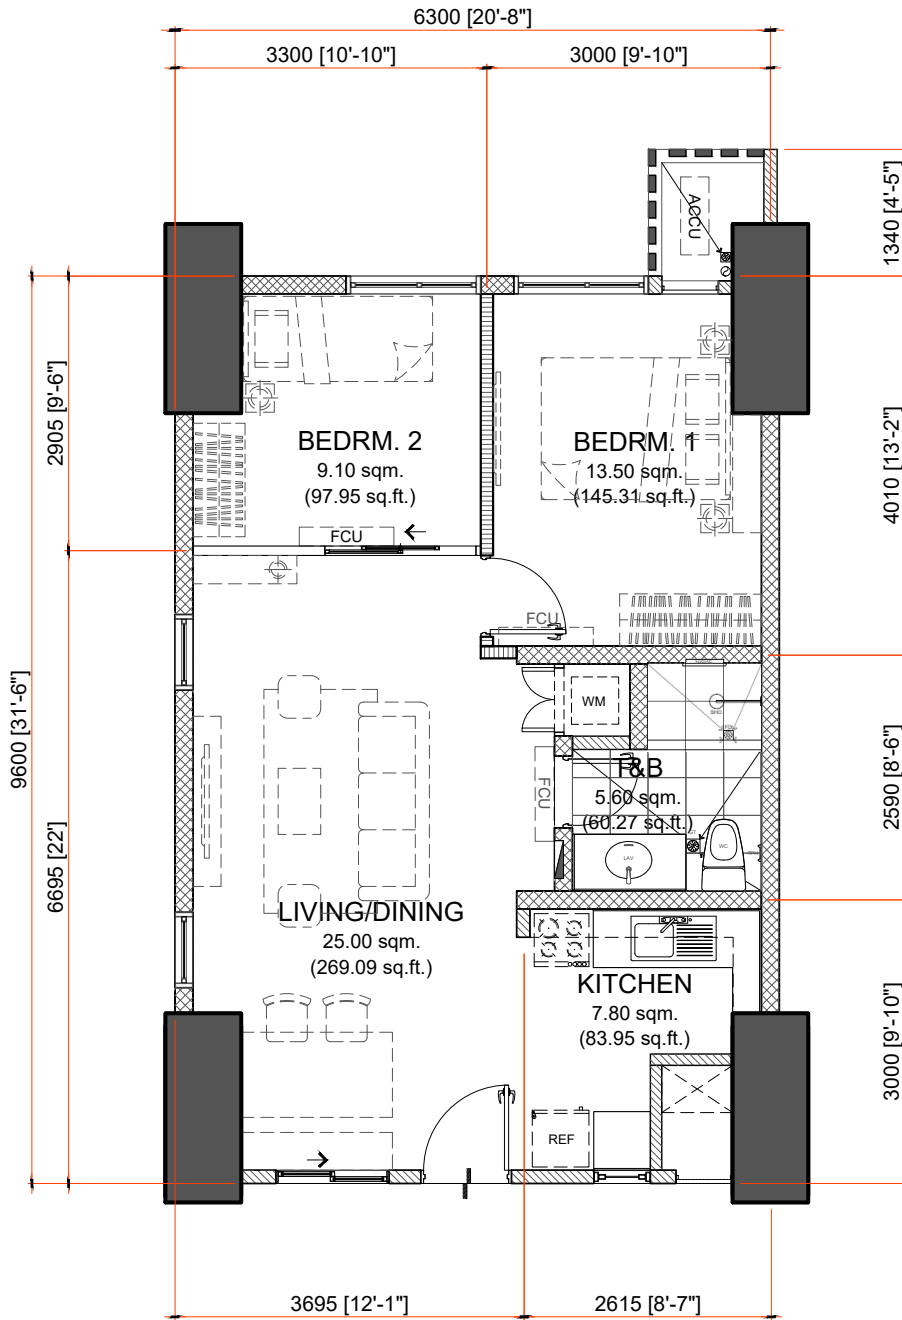 6300 [20'-8"]
3300 [10'-10"]
3000 [9'-10"]
1340 [4'-5"]
ACCU
2905 [9'-6"]
4010 [13'-2"]
BEDRM. 2
9.10 sqm.
(97.95 sq.ft.)
BEDRM. 1
13.50 sqm.
(145.31 sq.ft.)
FCU
FCU
9600 [31'-6"]
6695 [22']
WM
2590 [8'-6"]
FCU
T&B
5.60 sqm.
(60.27 sq.ft.)
LAV
WC
LIVING/DINING
25.00 sqm.
(269.09 sq.ft.)
KITCHEN
7.80 sqm.
(83.95 sq.ft.)
3000 [9'-10"]
REF
3695 [12'-1"]
2615 [8'-7"]